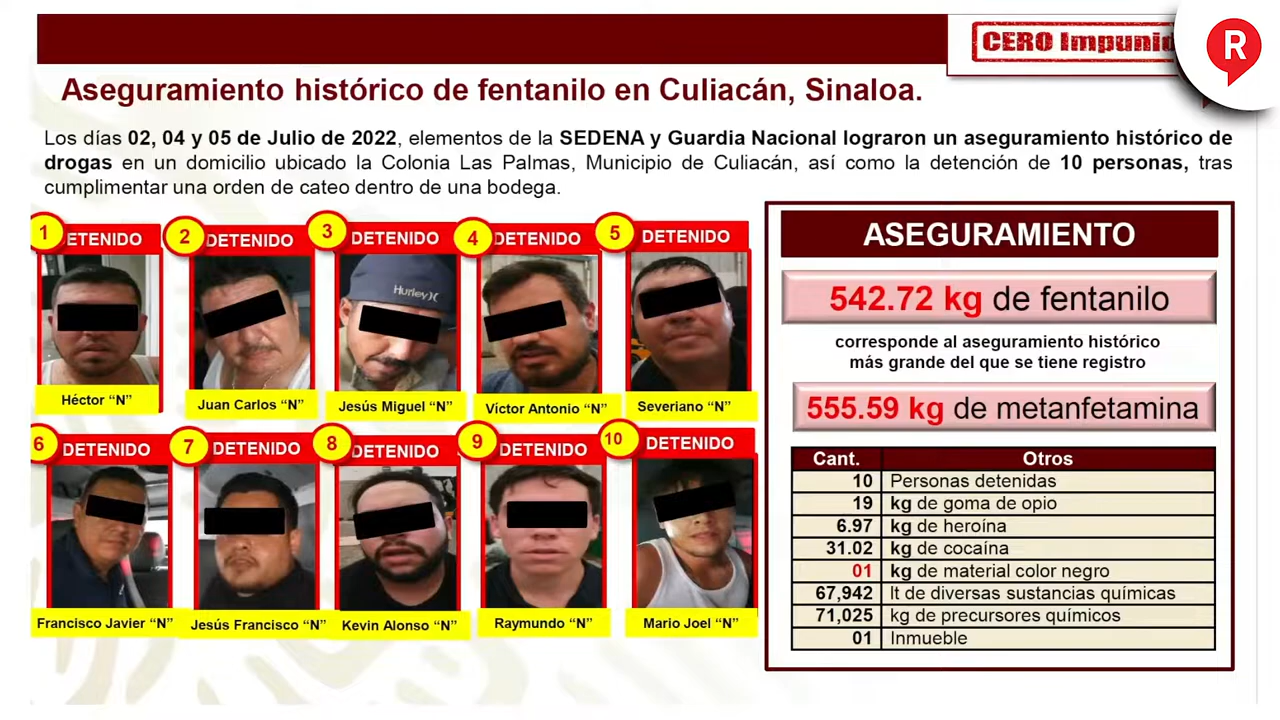 CERO Impunid
R
Aseguramiento histórico de fentanilo en Culiacán, Sinaloa.
Los días 02, 04 y 05 de Julio de 2022, elementos de la SEDENA y Guardia Nacional lograron un aseguramiento histórico de
drogas en un domicilio ubicado la Colonia Las Palmas, Municipio de Culiacán, así como la detención de 10 personas, tras
cumplimentar una orden de cateo dentro de una bodega.
1 ETENIDO
Héctor “N”
2 DETENIDO
Juan Carlos “N”
3 DETENIDO
Hurley
Jesús Miguel “N”
4 DETENIDO
Víctor Antonio “N”
5 DETENIDO
Severiano “N”
6 DETENIDO
Francisco Javier “N”
7 DETENIDO
Jesús Francisco “N”
8 DETENIDO
Kevin Alonso “N”
9 DETENIDO
Raymundo “N”
10 DETENIDO
Mario Joel “N”
ASEGURAMIENTO
542.72 kg de fentanilo
corresponde al aseguramiento histórico
más grande del que se tiene registro
555.59 kg de metanfetamina
Cant. Otros
10 Personas detenidas
19 kg de goma de opio
6.97 kg de heroína
31.02 kg de cocaína
01 kg de material color negro
67,942 lt de diversas sustancias químicas
71,025 kg de precursores químicos
01 Inmueble